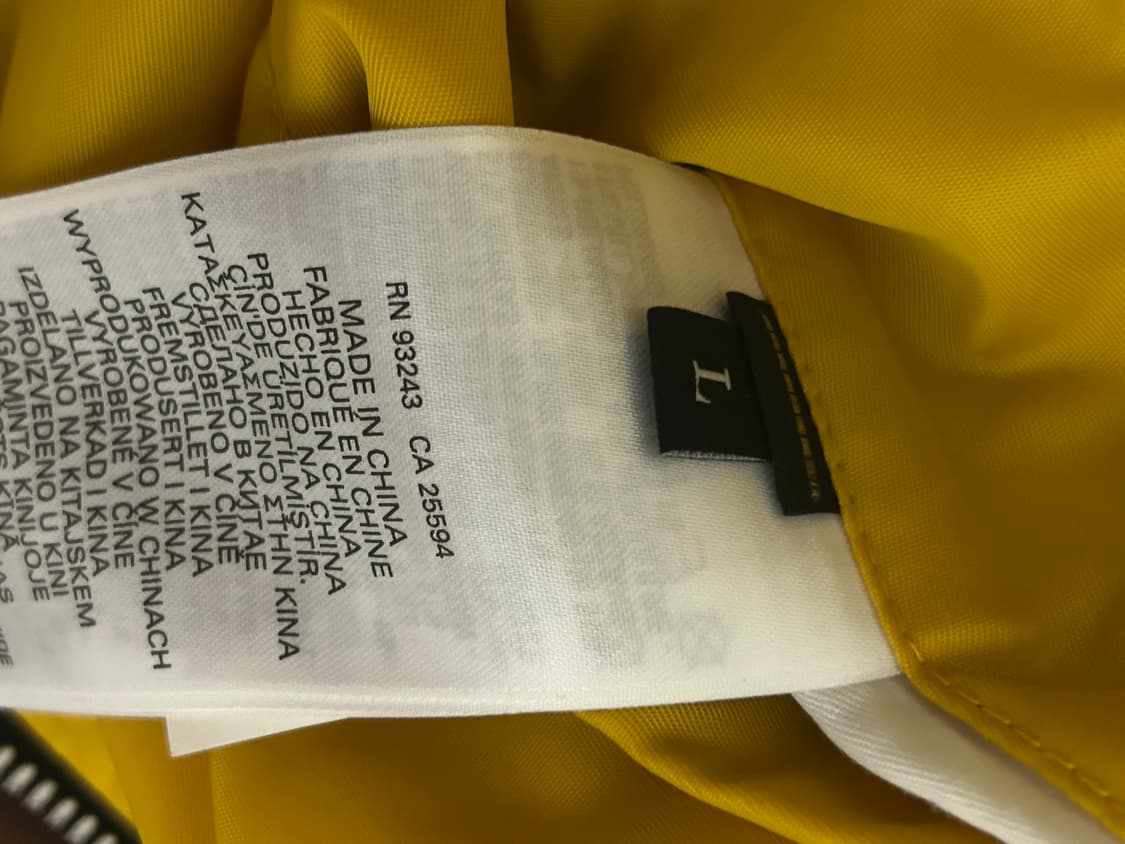 RN 93243 CA 25594
MADE IN CHINA
FABRIQUÉ EN CHINE
HECHO EN CHINA
PRODUZIDO NA CHINA
ÇİN'DE ÜRETİLMİŞTİR.
ΚΑΤΑΣΚΕΥΑΣΜΕΝΟ ΣΤΗΝ ΚΙΝΑ
СДЕЛАНО В КИТАЕ
VYROBENO V ČÍNĚ
FREMSTILLET I KINA
PRODUSERT I KINA
WYPRODUKOWANO W CHINACH
VYROBENÉ V ČÍNE
TILLVERKAD I KINA
IZDELANO NA KITAJSKEM
PROIZVEDENO U KINI
PAGAMINTA KINIJOJE
L